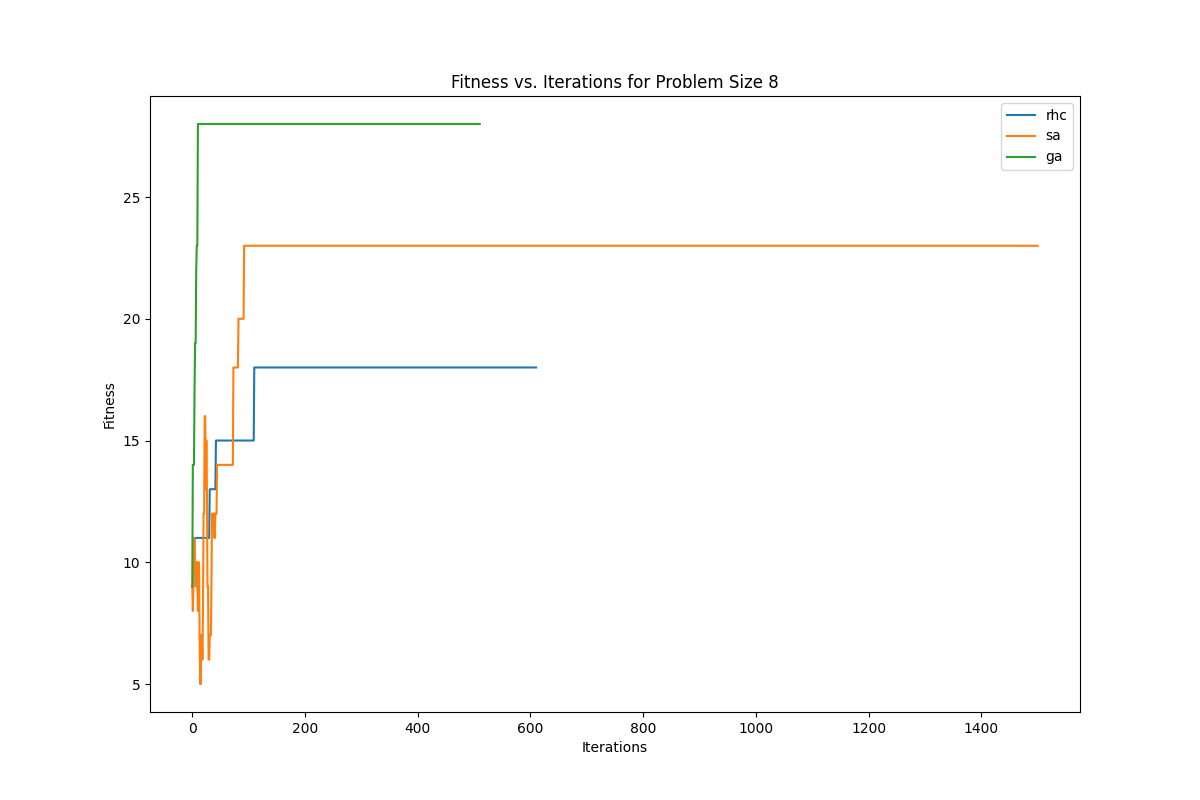 Fitness vs. Iterations for Problem Size 8
rhc
sa
ga
25
20
15
10
5
Fitness
0 200 400 600 800 1000 1200 1400
Iterations